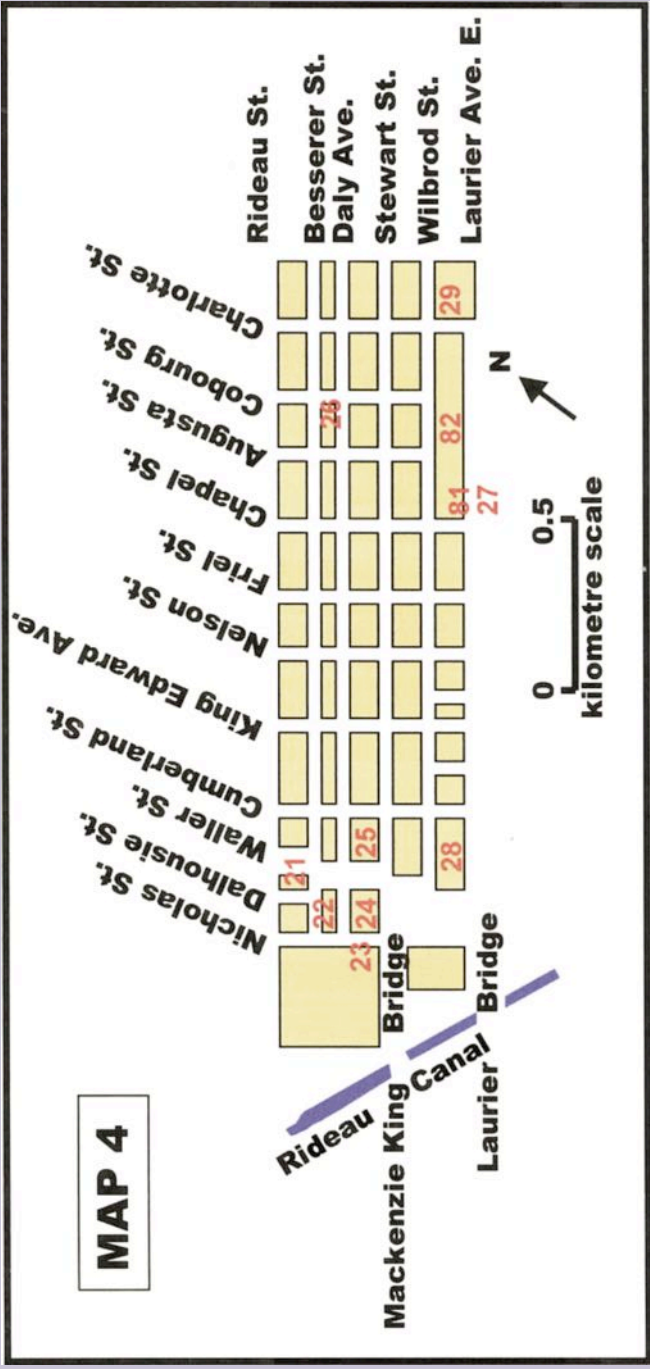 MAP 4
Nicholas St.
Dalhousie St.
Waller St.
Cumberland St.
King Edward Ave.
Nelson St.
Friel St.
Chapel St.
Augusta St.
Cobourg St.
Charlotte St.
Rideau St.
Besserer St.
Daly Ave.
Stewart St.
Wilbrod St.
Laurier Ave. E.
21
22
23
24
25
26
28
81
27
82
29
Rideau Canal
Mackenzie King Bridge
Laurier Bridge
N
0 0.5
kilometre scale